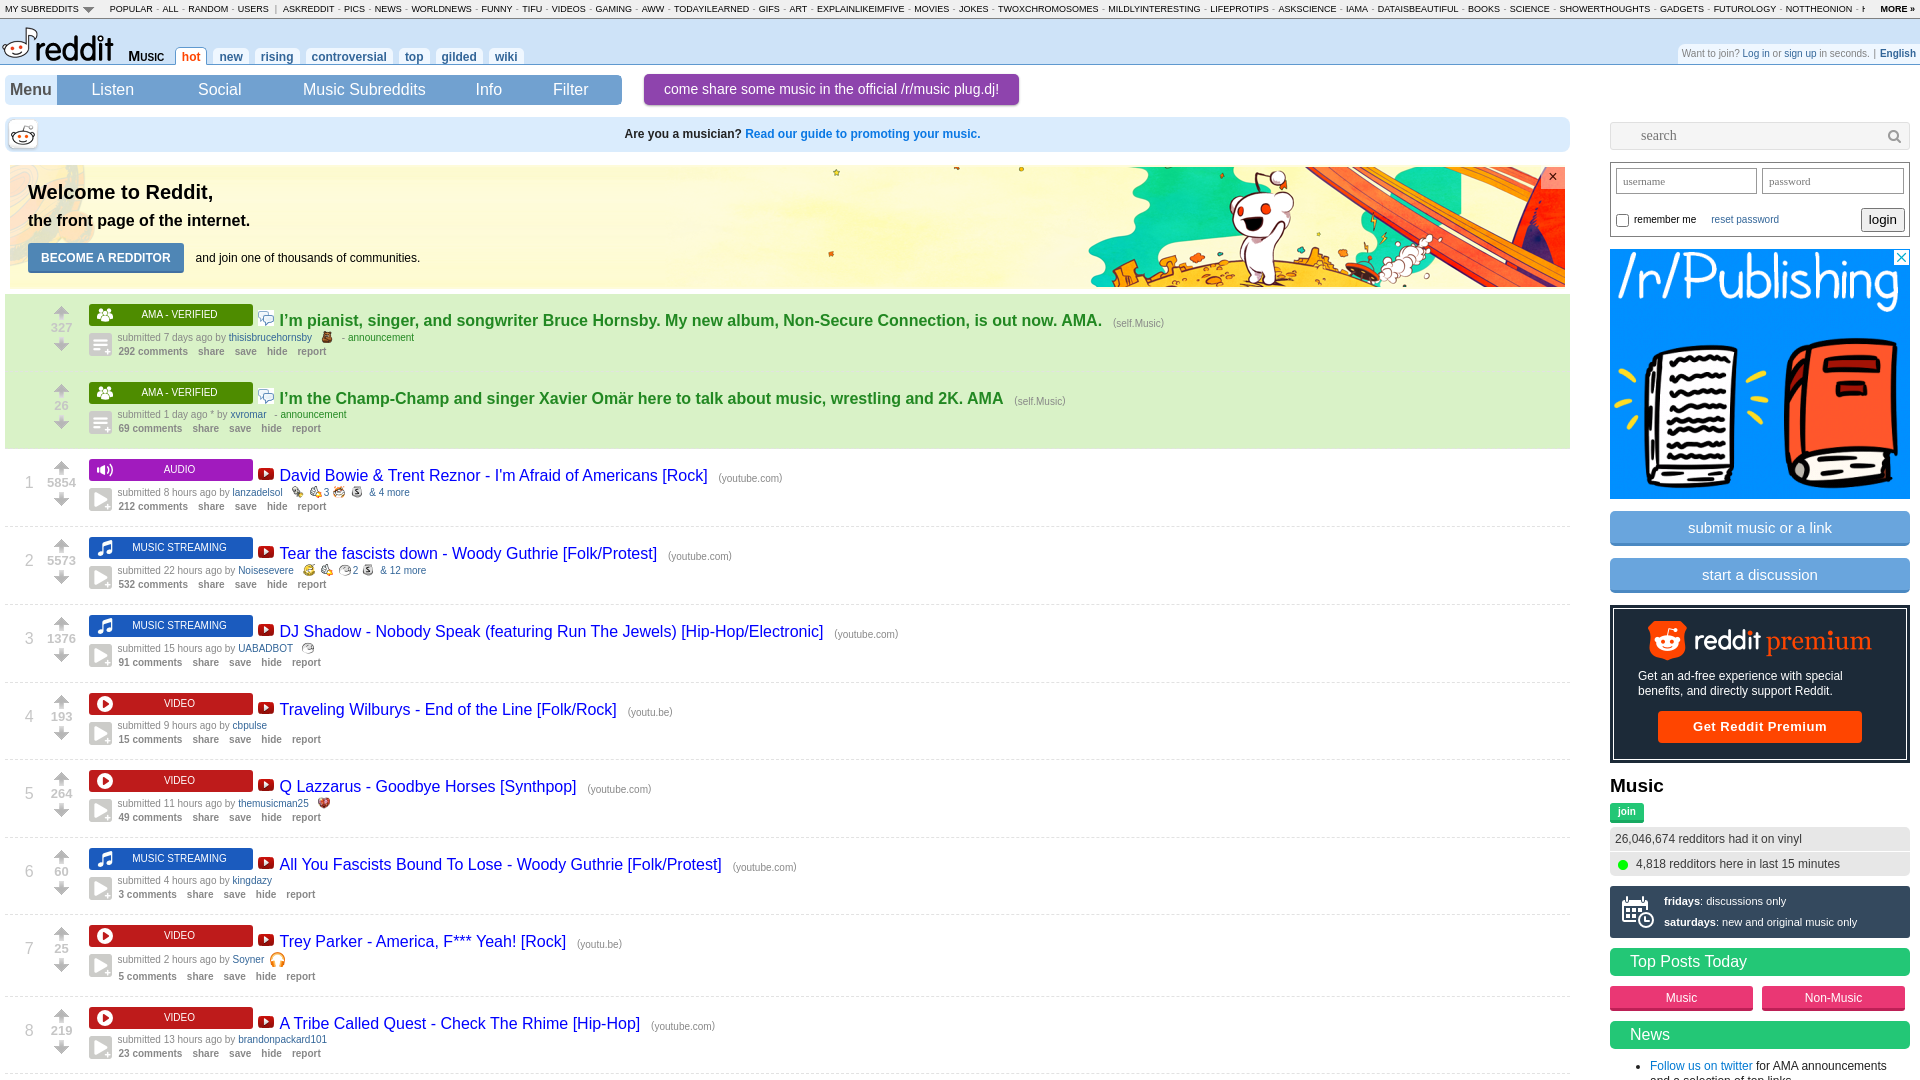 MY SUBREDDITS POPULAR - ALL - RANDOM - USERS | ASKREDDIT - PICS - NEWS - WORLDNEWS - FUNNY - TIFU - VIDEOS - GAMING - AWW - TODAYILEARNED - GIFS - ART - EXPLAINLIKEIMFIVE - MOVIES - JOKES - TWOXCHROMOSOMES - MILDLYINTERESTING - LIFEPROTIPS - ASKSCIENCE - IAMA - DATAISBEAUTIFUL - BOOKS - SCIENCE - SHOWERTHOUGHTS - GADGETS - FUTUROLOGY - NOTTHEONION - MORE »
reddit MUSIC hot new rising controversial top gilded wiki
Want to join? Log in or sign up in seconds. | English
Menu Listen Social Music Subreddits Info Filter
come share some music in the official /r/music plug.dj!
Are you a musician? Read our guide to promoting your music.
Welcome to Reddit,
the front page of the internet.
BECOME A REDDITOR and join one of thousands of communities.
×
327
AMA - VERIFIED
I'm pianist, singer, and songwriter Bruce Hornsby. My new album, Non-Secure Connection, is out now. AMA. (self.Music)
submitted 7 days ago by thisisbrucehornsby - announcement
292 comments share save hide report
26
AMA - VERIFIED
I'm the Champ-Champ and singer Xavier Omär here to talk about music, wrestling and 2K. AMA (self.Music)
submitted 1 day ago * by xvromar - announcement
69 comments share save hide report
1
5854
AUDIO
David Bowie & Trent Reznor - I'm Afraid of Americans [Rock] (youtube.com)
submitted 8 hours ago by lanzadelsol 3 & 4 more
212 comments share save hide report
2
5573
MUSIC STREAMING
Tear the fascists down - Woody Guthrie [Folk/Protest] (youtube.com)
submitted 22 hours ago by Noisesevere 2 & 12 more
532 comments share save hide report
3
1376
MUSIC STREAMING
DJ Shadow - Nobody Speak (featuring Run The Jewels) [Hip-Hop/Electronic] (youtube.com)
submitted 15 hours ago by UABADBOT
91 comments share save hide report
4
193
VIDEO
Traveling Wilburys - End of the Line [Folk/Rock] (youtu.be)
submitted 9 hours ago by cbpulse
15 comments share save hide report
5
264
VIDEO
Q Lazzarus - Goodbye Horses [Synthpop] (youtube.com)
submitted 11 hours ago by themusicman25
49 comments share save hide report
6
60
MUSIC STREAMING
All You Fascists Bound To Lose - Woody Guthrie [Folk/Protest] (youtube.com)
submitted 4 hours ago by kingdazy
3 comments share save hide report
7
25
VIDEO
Trey Parker - America, F*** Yeah! [Rock] (youtu.be)
submitted 2 hours ago by Soyner
5 comments share save hide report
8
219
VIDEO
A Tribe Called Quest - Check The Rhime [Hip-Hop] (youtube.com)
submitted 13 hours ago by brandonpackard101
23 comments share save hide report
search
username password
remember me reset password login
/r/Publishing
submit music or a link
start a discussion
reddit premium
Get an ad-free experience with special
benefits, and directly support Reddit.
Get Reddit Premium
Music
join
26,046,674 redditors had it on vinyl
4,818 redditors here in last 15 minutes
fridays: discussions only
saturdays: new and original music only
Top Posts Today
Music Non-Music
News
• Follow us on twitter for AMA announcements
and a selection of top links